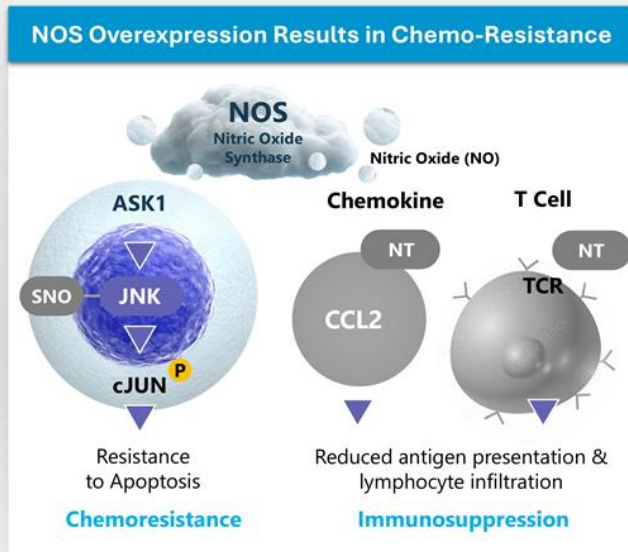 NOS Overexpression Results in Chemo-Resistance
NOS
Nitric Oxide
Synthase
Nitric Oxide (NO)
ASK1
SNO
JNK
cJUN
P
Resistance
to Apoptosis
Chemoresistance
Chemokine
NT
CCL2
T Cell
NT
TCR
Reduced antigen presentation &
lymphocyte infiltration
Immunosuppression